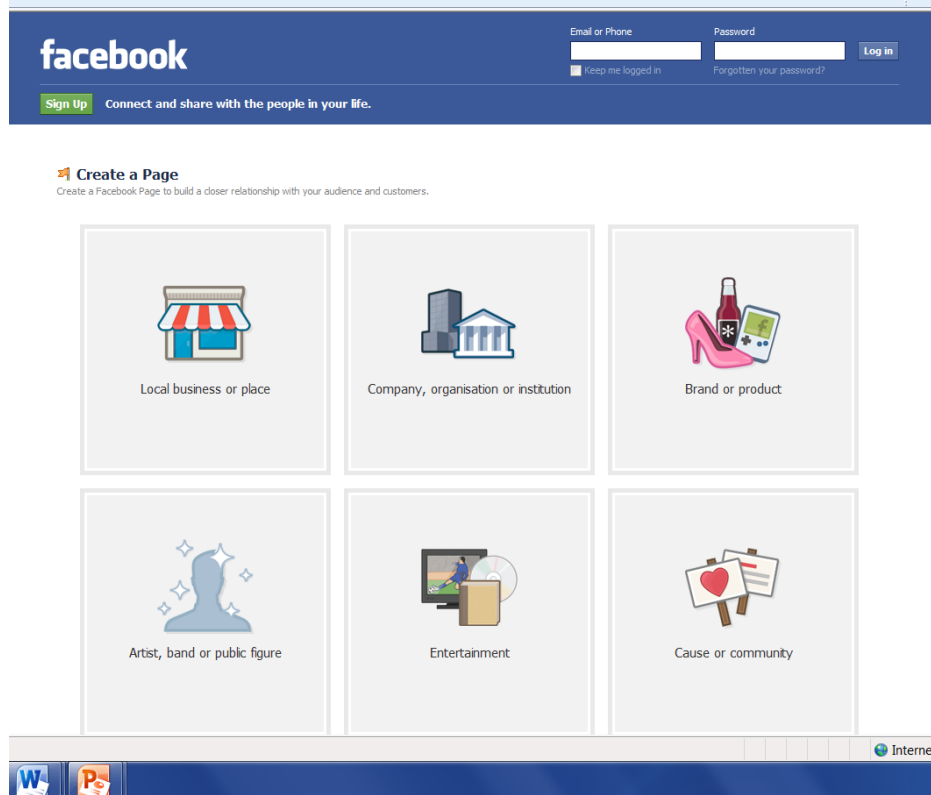 Email or Phone Password
facebook
Log in
Keep me logged in Forgotten your password?
Sign Up Connect and share with the people in your life.
Create a Page
Create a Facebook Page to build a closer relationship with your audience and customers.
Local business or place Company, organisation or institution Brand or product
Artist, band or public figure Entertainment Cause or community
Interne